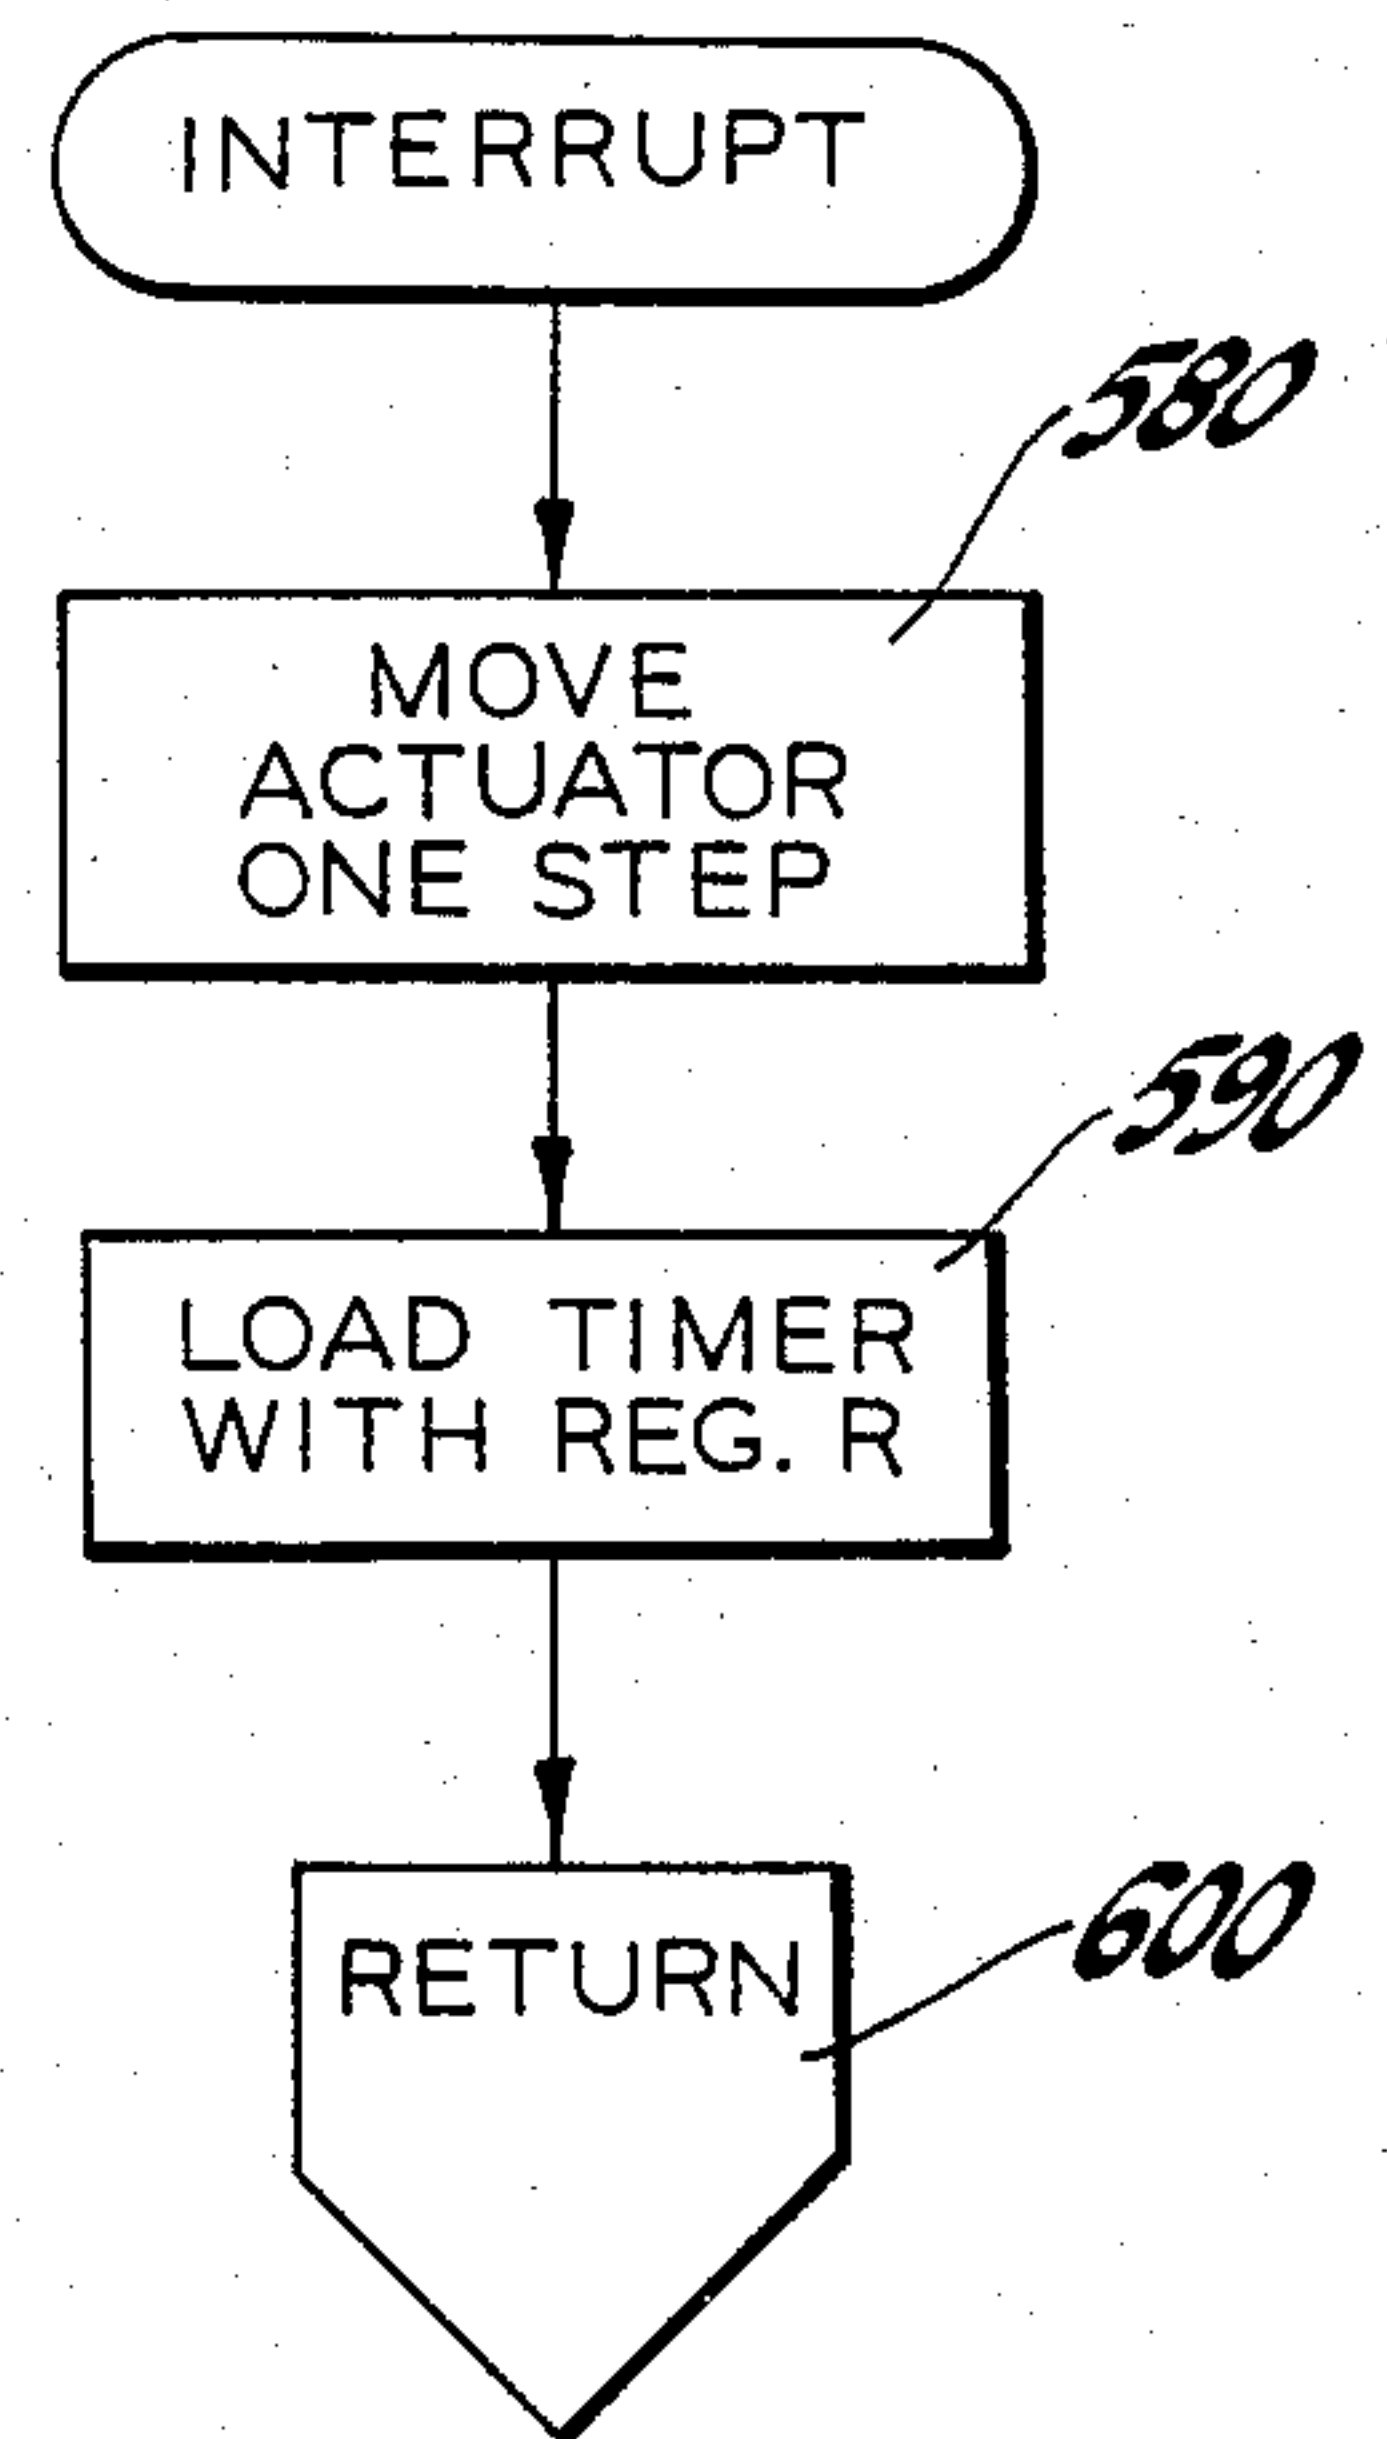 INTERRUPT
580
MOVE
ACTUATOR
ONE STEP
590
LOAD TIMER
WITH REG. R
RETURN
600